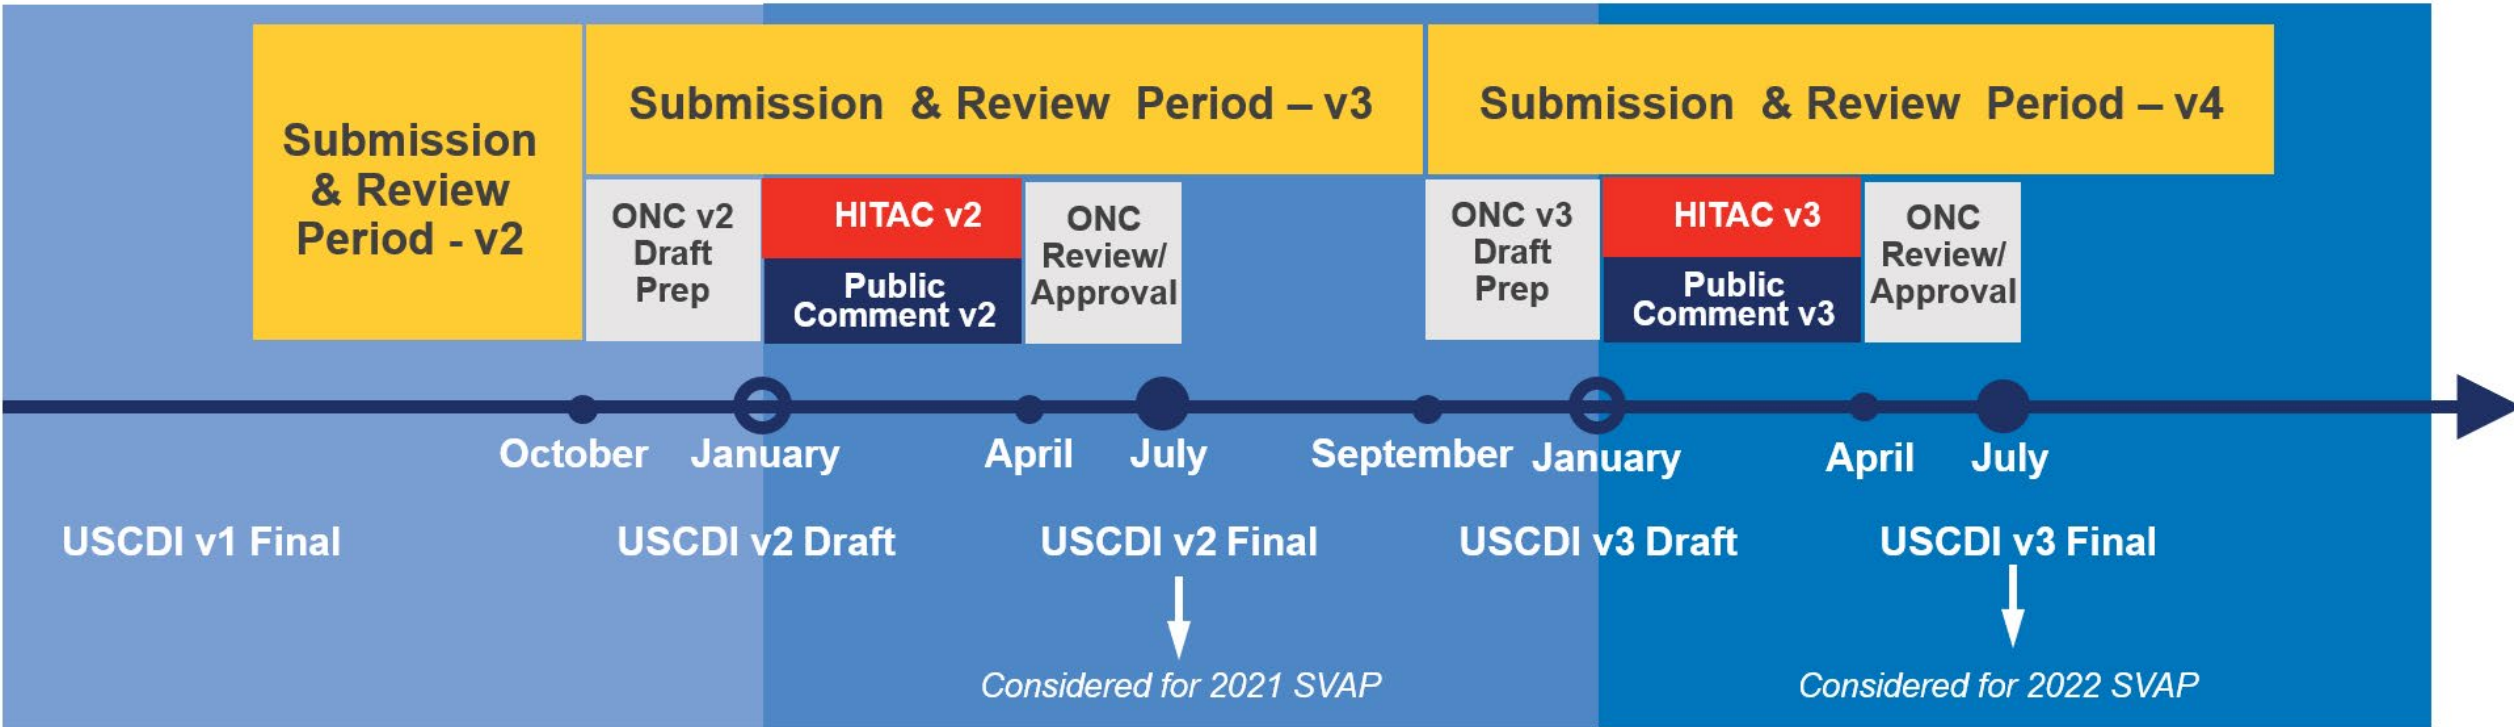 Submission
& Review
Period - v2
Submission & Review Period – v3
Submission & Review Period – v4
ONC v2
Draft
Prep
HITAC v2
Public
Comment v2
ONC
Review/
Approval
ONC v3
Draft
Prep
HITAC v3
Public
Comment v3
ONC
Review/
Approval
October January April July September January April July
USCDI v1 Final USCDI v2 Draft USCDI v2 Final USCDI v3 Draft USCDI v3 Final
Considered for 2021 SVAP Considered for 2022 SVAP